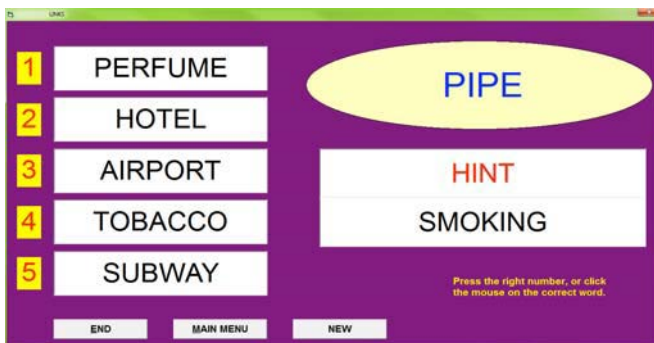 LINKS
1 PERFUME
2 HOTEL
3 AIRPORT
4 TOBACCO
5 SUBWAY
PIPE
HINT
SMOKING
Press the right number, or click
the mouse on the correct word.
END
MAIN MENU
NEW